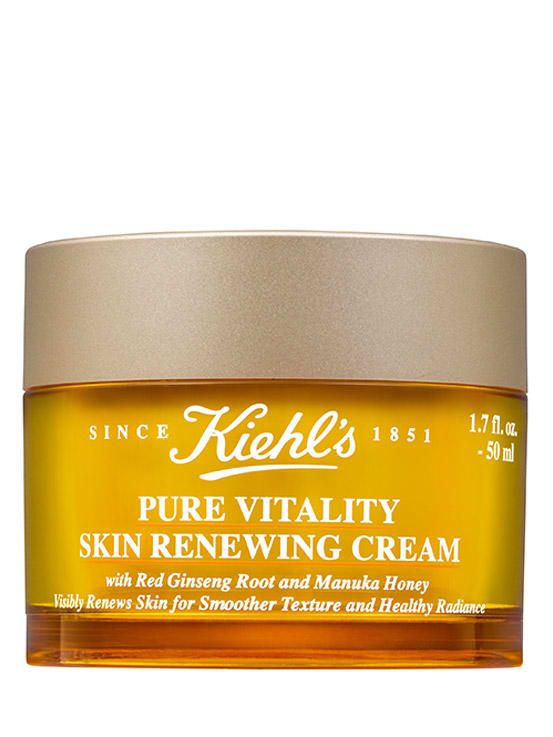 SINCE Kiehl's 1851
1.7 fl. oz.
- 50 ml
PURE VITALITY
SKIN RENEWING CREAM
with Red Ginseng Root and Manuka Honey
Visibly Renews Skin for Smoother Texture and Healthy Radiance